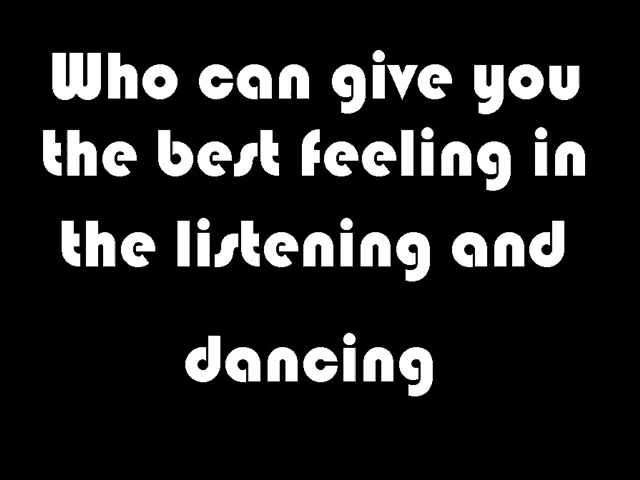 Who can give you
the best feeling in
the listening and
dancing